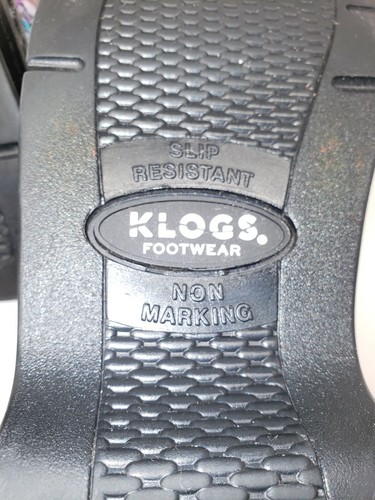 SLIP
RESISTANT
KLOGS.
FOOTWEAR
NON
MARKING